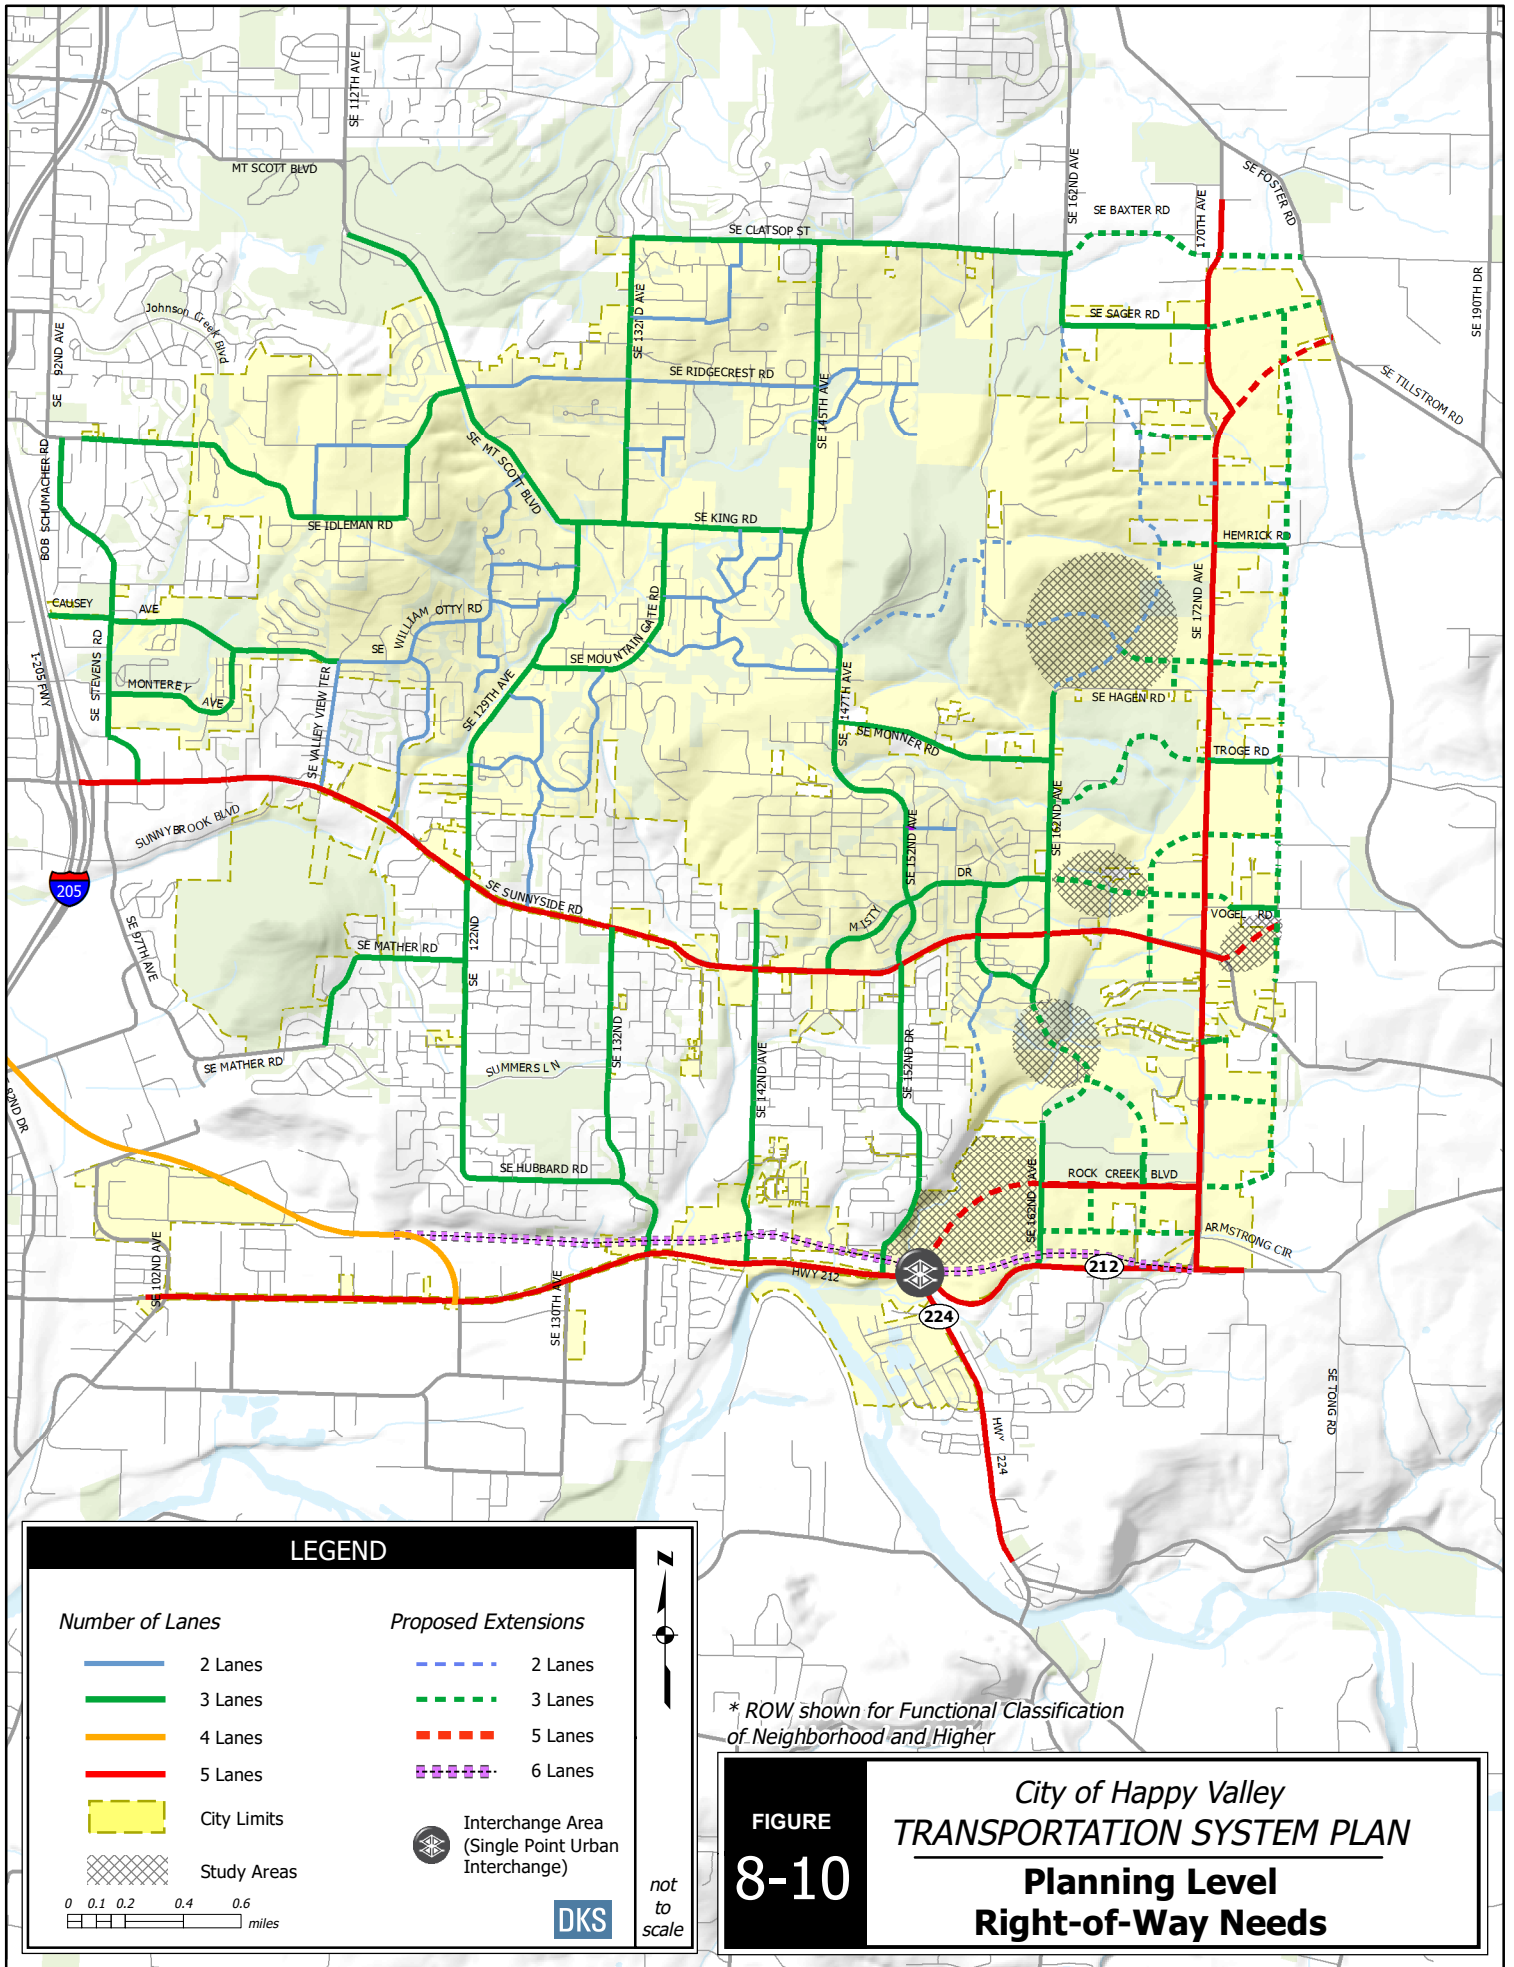 SE 112TH AVE
MT SCOTT BLVD
SE 162ND AVE
SE FOSTER RD
SE BAXTER RD
170TH AVE
SE CLATSOP ST
SE 190TH DR
Johnson Creek Blvd
SE 132ND AVE
SE SAGER RD
SE 92ND AVE
SE RIDGECREST RD
SE 145TH AVE
SE TILLSTROM RD
SE MT SCOTT BLVD
BOB SCHUMACHER RD
SE IDLEMAN RD
SE KING RD
HEMRICK RD
SE 172ND AVE
CAUSEY AVE
SE WILLIAM OTTY RD
SE MOUNTAIN GATE RD
I-205 FWY
SE STEVENS RD
MONTEREY AVE
SE VALLEY VIEW TER
SE 129TH AVE
SE 147TH AVE
SE HAGEN RD
SE MONNER RD
TROGE RD
SUNNYBROOK BLVD
SE 152ND AVE
SE 162ND AVE
205
SE SUNNYSIDE RD
MISTY DR
VOGEL RD
SE 97TH AVE
SE MATHER RD
SE 122ND
SE 132ND
SE 142ND AVE
SE 152ND DR
SE MATHER RD
SUMMERS LN
82ND DR
SE HUBBARD RD
SE 162ND AVE
ROCK CREEK BLVD
ARMSTRONG CIR
SE 102ND AVE
SE 130TH AVE
HWY 212
212
224
HWY 224
SE TONG RD
LEGEND
Number of Lanes
2 Lanes
3 Lanes
4 Lanes
5 Lanes
City Limits
Study Areas
0 0.1 0.2 0.4 0.6
miles
Proposed Extensions
2 Lanes
3 Lanes
5 Lanes
6 Lanes
Interchange Area
(Single Point Urban
Interchange)
DKS
N
not
to
scale
* ROW shown for Functional Classification
of Neighborhood and Higher
FIGURE
8-10
City of Happy Valley
TRANSPORTATION SYSTEM PLAN
Planning Level
Right-of-Way Needs